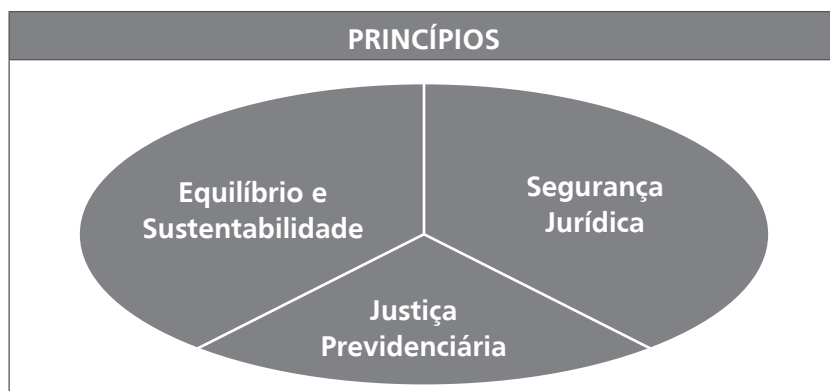 PRINCÍPIOS
Equilíbrio e
Sustentabilidade
Segurança
Jurídica
Justiça
Previdenciária